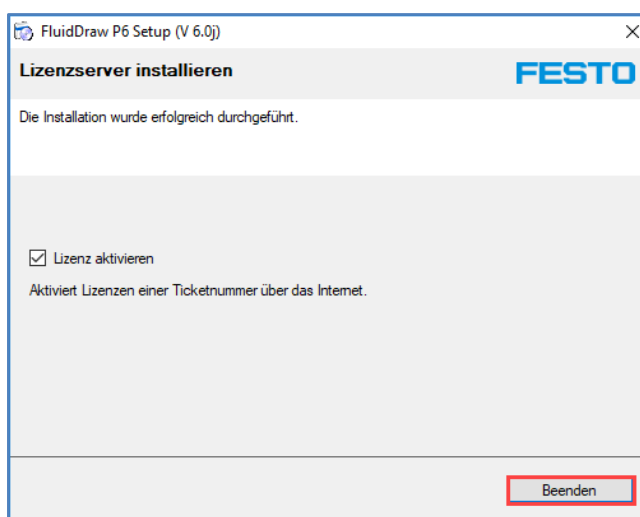 FluidDraw P6 Setup (V 6.0j)
Lizenzserver installieren
FESTO
Die Installation wurde erfolgreich durchgeführt.
Lizenz aktivieren
Aktiviert Lizenzen einer Ticketnummer über das Internet.
Beenden